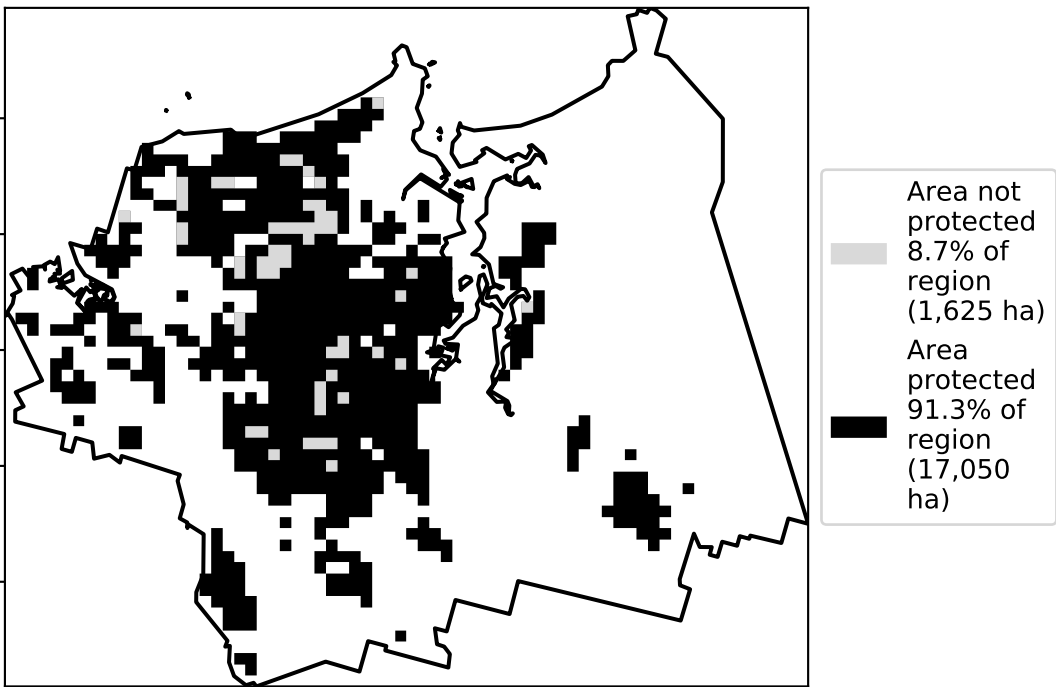 Area not
protected
8.7% of
region
(1,625 ha)
Area
protected
91.3% of
region
(17,050
ha)